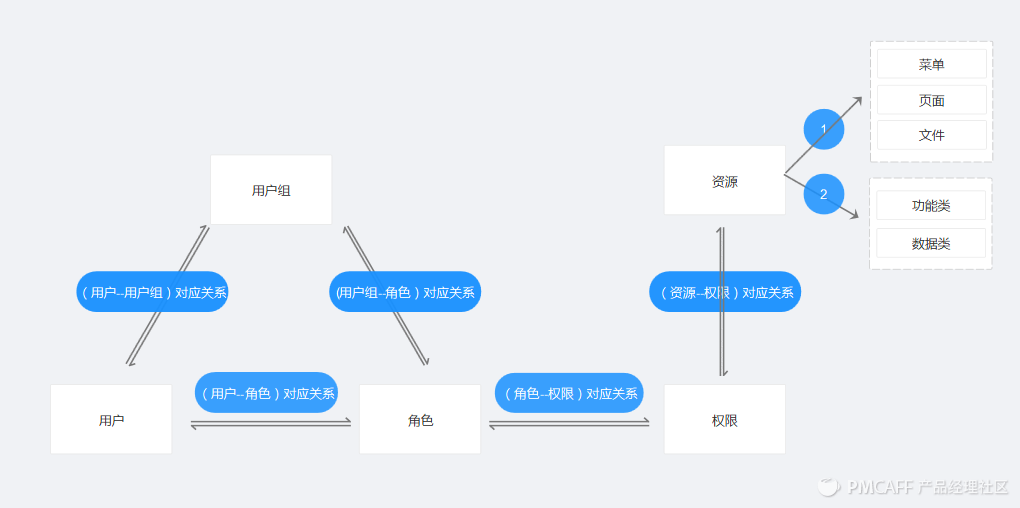 菜单
页面
文件
1
用户组
资源
2
功能类
数据类
（用户--用户组）对应关系
(用户组--角色）对应关系
（资源--权限）对应关系
（用户--角色）对应关系
（角色--权限）对应关系
用户
角色
权限
PMCAFF 产品经理社区